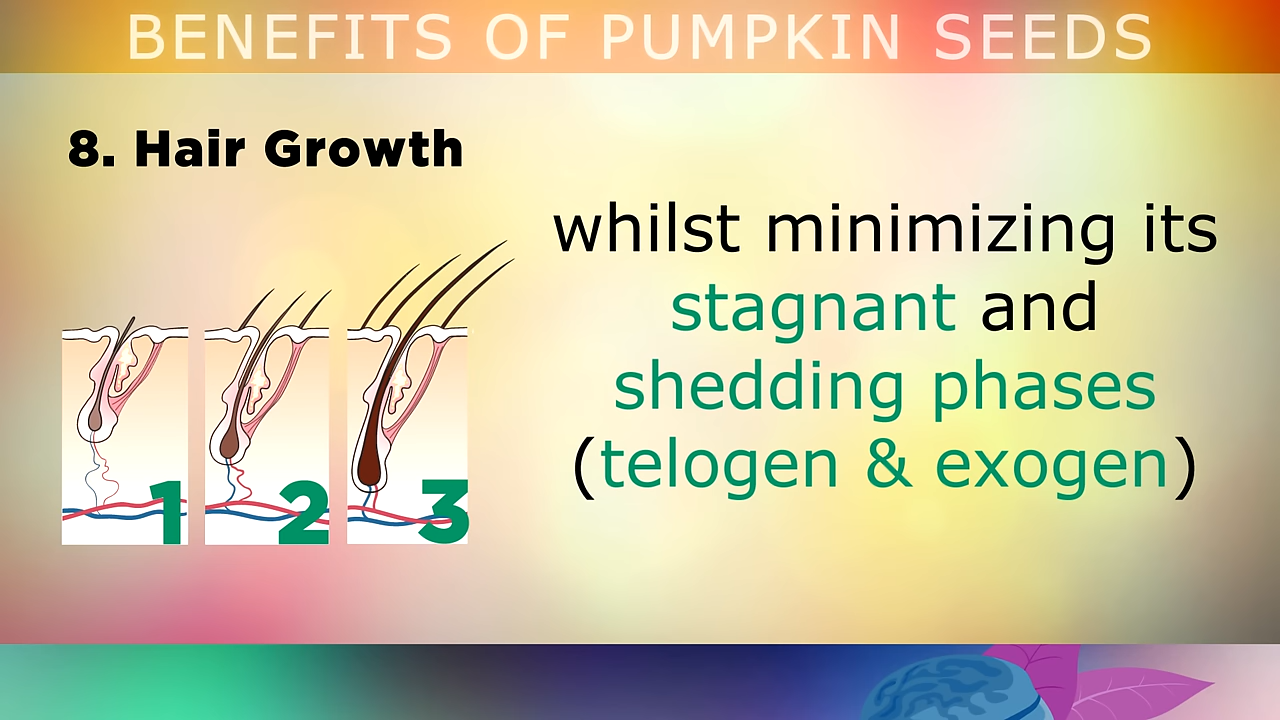 BENEFITS OF PUMPKIN SEEDS
8. Hair Growth
whilst minimizing its
stagnant and
shedding phases
(telogen & exogen)
1 2 3